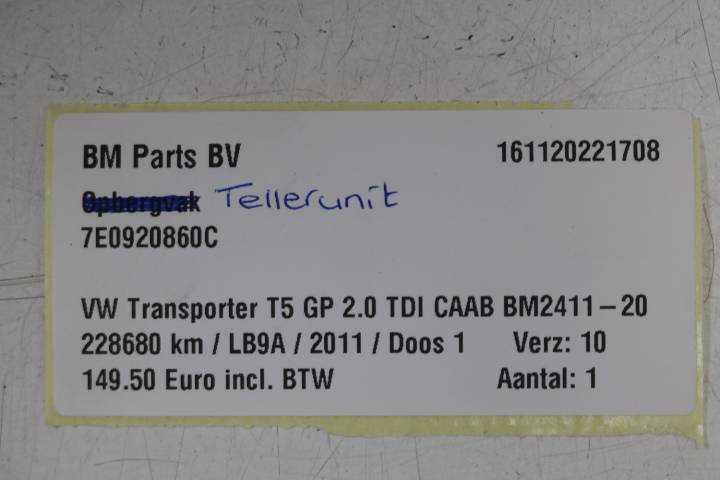 BM Parts BV 161120221708
Opbergvak Tellerunit
7E0920860C
VW Transporter T5 GP 2.0 TDI CAAB BM2411-20
228680 km / LB9A / 2011 / Doos 1 Verz: 10
149.50 Euro incl. BTW Aantal: 1